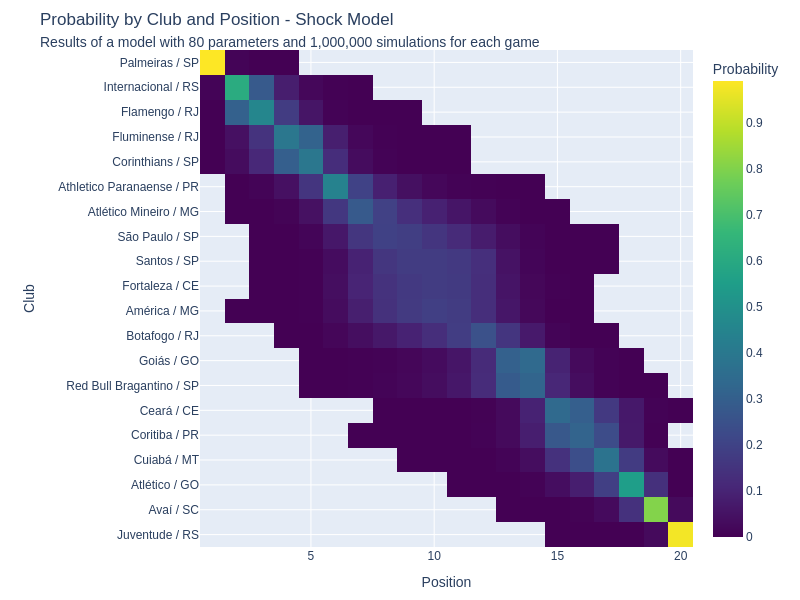 Probability by Club and Position - Shock Model
Results of a model with 80 parameters and 1,000,000 simulations for each game
Probability
Palmeiras / SP
Internacional / RS
Flamengo / RJ
Fluminense / RJ
Corinthians / SP
Athletico Paranaense / PR
Atlético Mineiro / MG
São Paulo / SP
Santos / SP
Fortaleza / CE
América / MG
Botafogo / RJ
Goiás / GO
Red Bull Bragantino / SP
Ceará / CE
Coritiba / PR
Cuiabá / MT
Atlético / GO
Avaí / SC
Juventude / RS
Club
5
10
15
20
Position
0.9
0.8
0.7
0.6
0.5
0.4
0.3
0.2
0.1
0